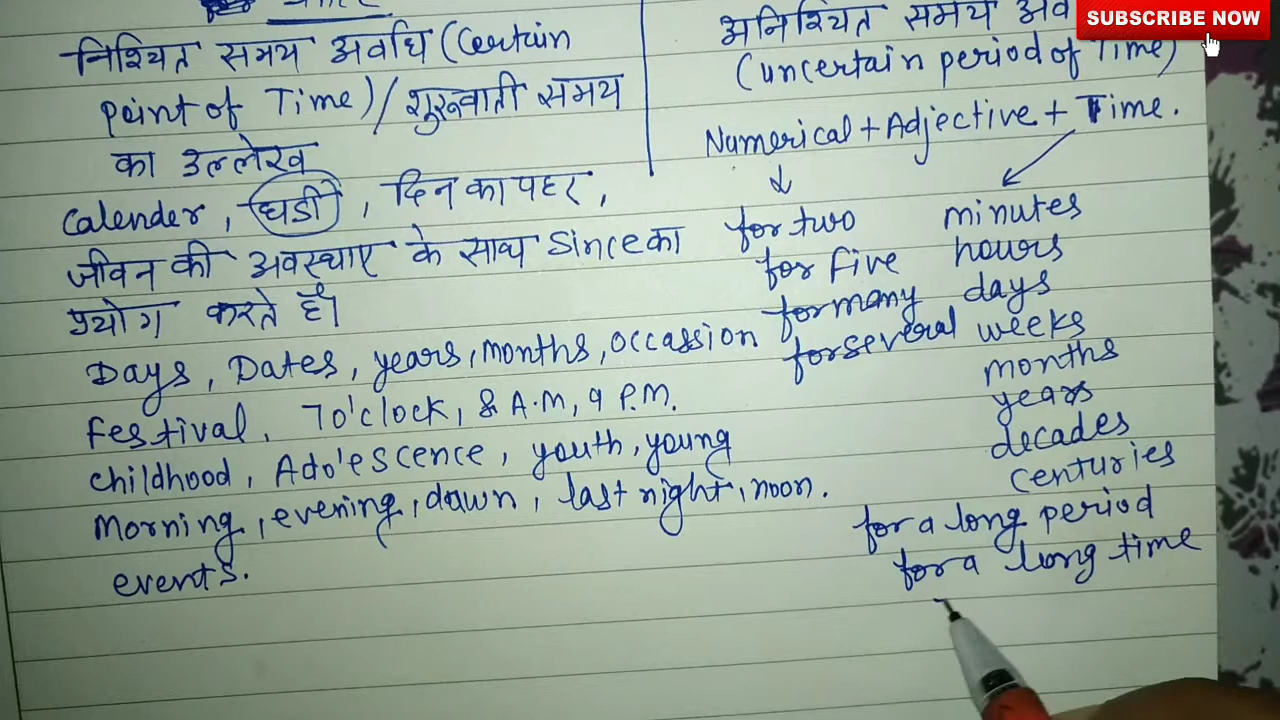 निश्चित समय अवधि (Certain
point of Time) / शुरूवाती समय
का उल्लेख
Calender, घडी, दिन का पहर,
जीवन की अवस्थाए के साथ since का
प्रयोग करते हैं।
Days, Dates, years, months, occassion
Festival, 7 o'clock, 8 A.M, 9 P.M.
childhood, Ado'escence, youth, young
Morning, evening, dawn, last night, noon.
events.
अनिश्चित समय अव
(uncertain period of Time)
Numerical + Adjective + Time.
for two minutes
for five hours
for many days
for several weeks
months
years
decades
centuries
for a long period
for a long time
SUBSCRIBE NOW